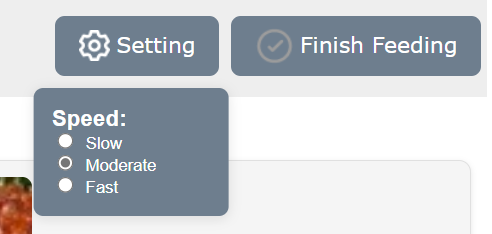 Setting
Finish Feeding
Speed:
Slow
Moderate
Fast